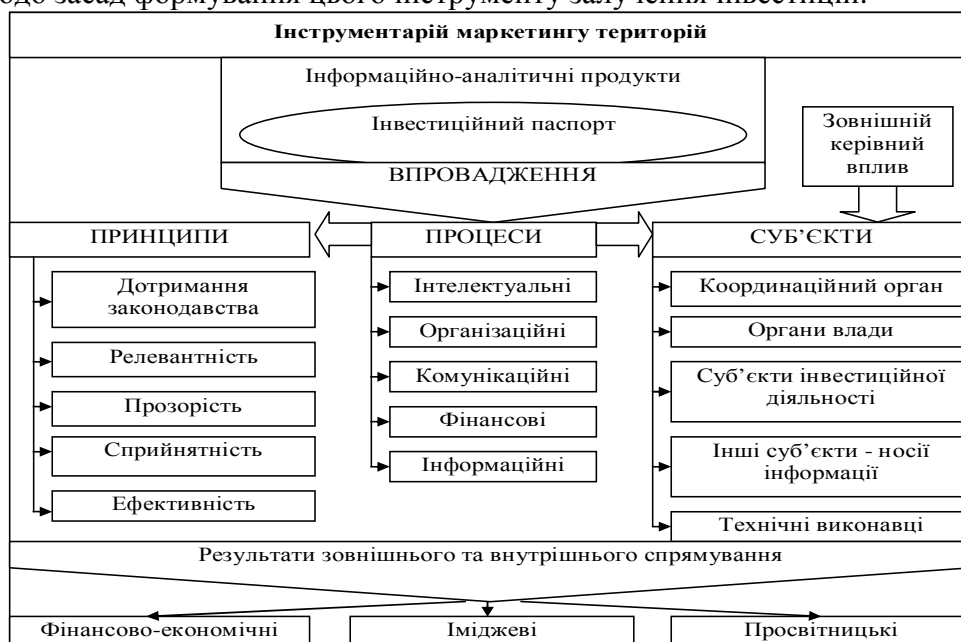 одо засад формування цього інструменту залучення інвестицій.
Інструментарій маркетингу територій
Інформаційно-аналітичні продукти
Інвестиційний паспорт
ВПРОВАДЖЕННЯ
Зовнішній
керівний
вплив
ПРИНЦИПИ
ПРОЦЕСИ
СУБ’ЄКТИ
Дотримання
законодавства
Релевантність
Прозорість
Сприйнятність
Ефективність
Інтелектуальні
Організаційні
Комунікаційні
Фінансові
Інформаційні
Координаційний орган
Органи влади
Суб’єкти інвестиційної
діяльності
Інші суб’єкти - носії
інформації
Технічні виконавці
Результати зовнішнього та внутрішнього спрямування
Фінансово-економічні
Іміджеві
Просвітницькі